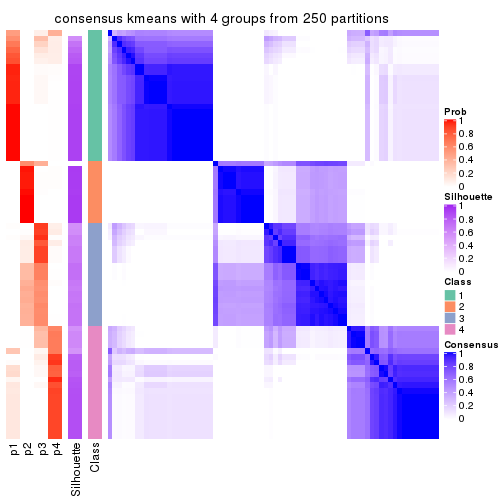 consensus kmeans with 4 groups from 250 partitions
Prob
1
0.8
0.6
0.4
0.2
0
Silhouette
1
0.8
0.6
0.4
0.2
0
Class
1
2
3
4
Consensus
1
0.8
0.6
0.4
0.2
0
p1
p2
p3
p4
Silhouette
Class